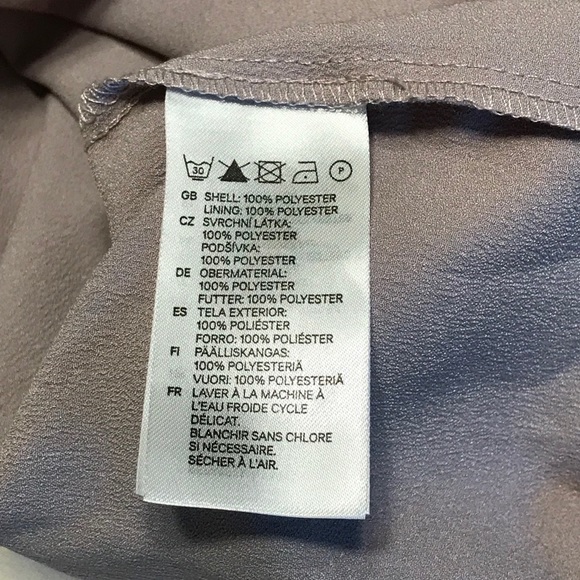 30 P
GB SHELL: 100% POLYESTER
LINING: 100% POLYESTER
CZ SVRCHNÍ LÁTKA:
100% POLYESTER
PODŠÍVKA:
100% POLYESTER
DE OBERMATERIAL:
100% POLYESTER
FUTTER: 100% POLYESTER
ES TELA EXTERIOR:
100% POLIÉSTER
FORRO: 100% POLIÉSTER
FI PÄÄLLISKANGAS:
100% POLYESTERIÄ
VUORI: 100% POLYESTERIÄ
FR LAVER À LA MACHINE À
L'EAU FROIDE CYCLE
DÉLICAT.
BLANCHIR SANS CHLORE
SI NÉCESSAIRE.
SÉCHER À L'AIR.